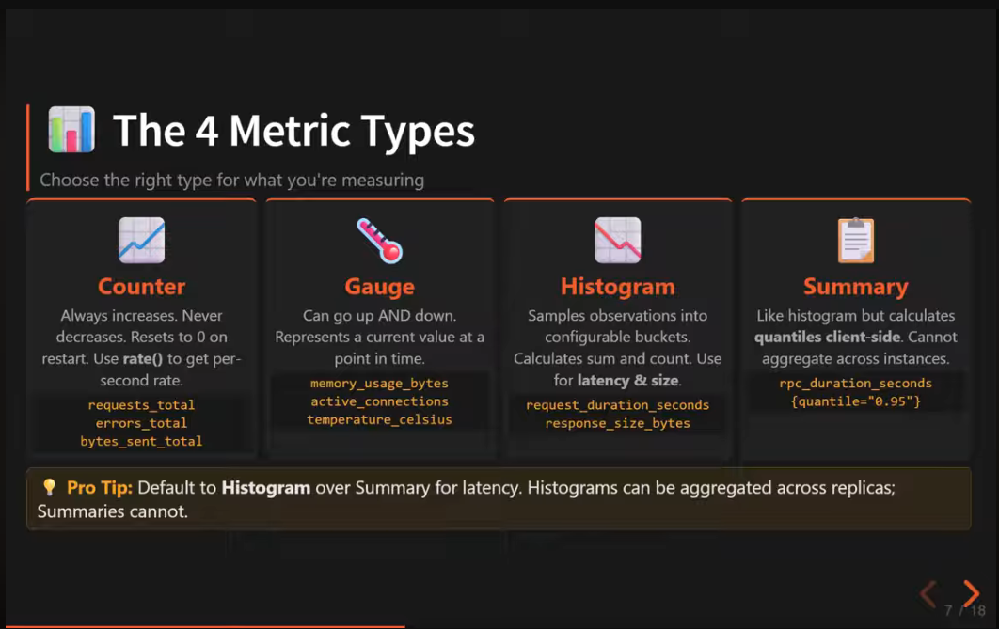 The 4 Metric Types
Choose the right type for what you're measuring
Counter
Always increases. Never
decreases. Resets to 0 on
restart. Use rate() to get per-
second rate.
requests_total
errors_total
bytes_sent_total
Gauge
Can go up AND down.
Represents a current value at a
point in time.
memory_usage_bytes
active_connections
temperature_celsius
Histogram
Samples observations into
configurable buckets.
Calculates sum and count. Use
for latency & size.
request_duration_seconds
response_size_bytes
Summary
Like histogram but calculates
quantiles client-side. Cannot
aggregate across instances.
rpc_duration_seconds
{quantile="0.95"}
Pro Tip: Default to Histogram over Summary for latency. Histograms can be aggregated across replicas;
Summaries cannot.
7 / 18